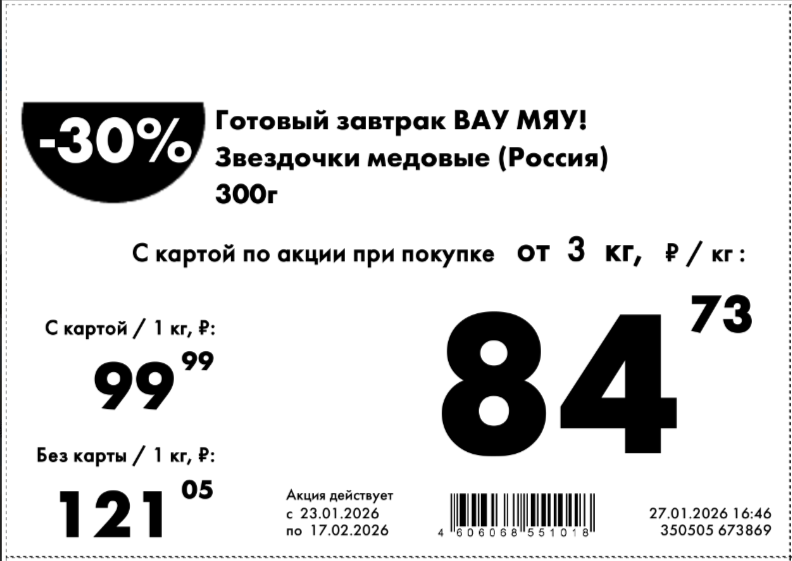 -30%
Готовый завтрак ВАУ МЯУ!
Звездочки медовые (Россия)
300г
С картой по акции при покупке от 3 кг, ₽ / кг :
84 73
С картой / 1 кг, ₽:
99 99
Без карты / 1 кг, ₽:
121 05
Акция действует
с 23.01.2026
по 17.02.2026
4 606068 551018
27.01.2026 16:46
350505 673869